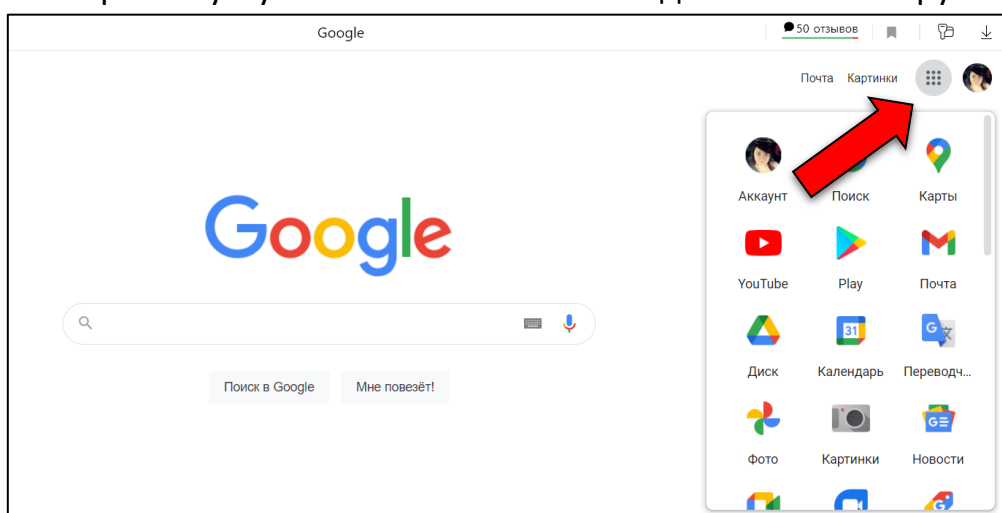 Google
50 отзывов
Почта Картинки
Аккаунт Поиск Карты
Google
YouTube Play Почта
31
G
Диск Календарь Переводч...
Поиск в Google Мне повезёт!
GE
Фото Картинки Новости
G